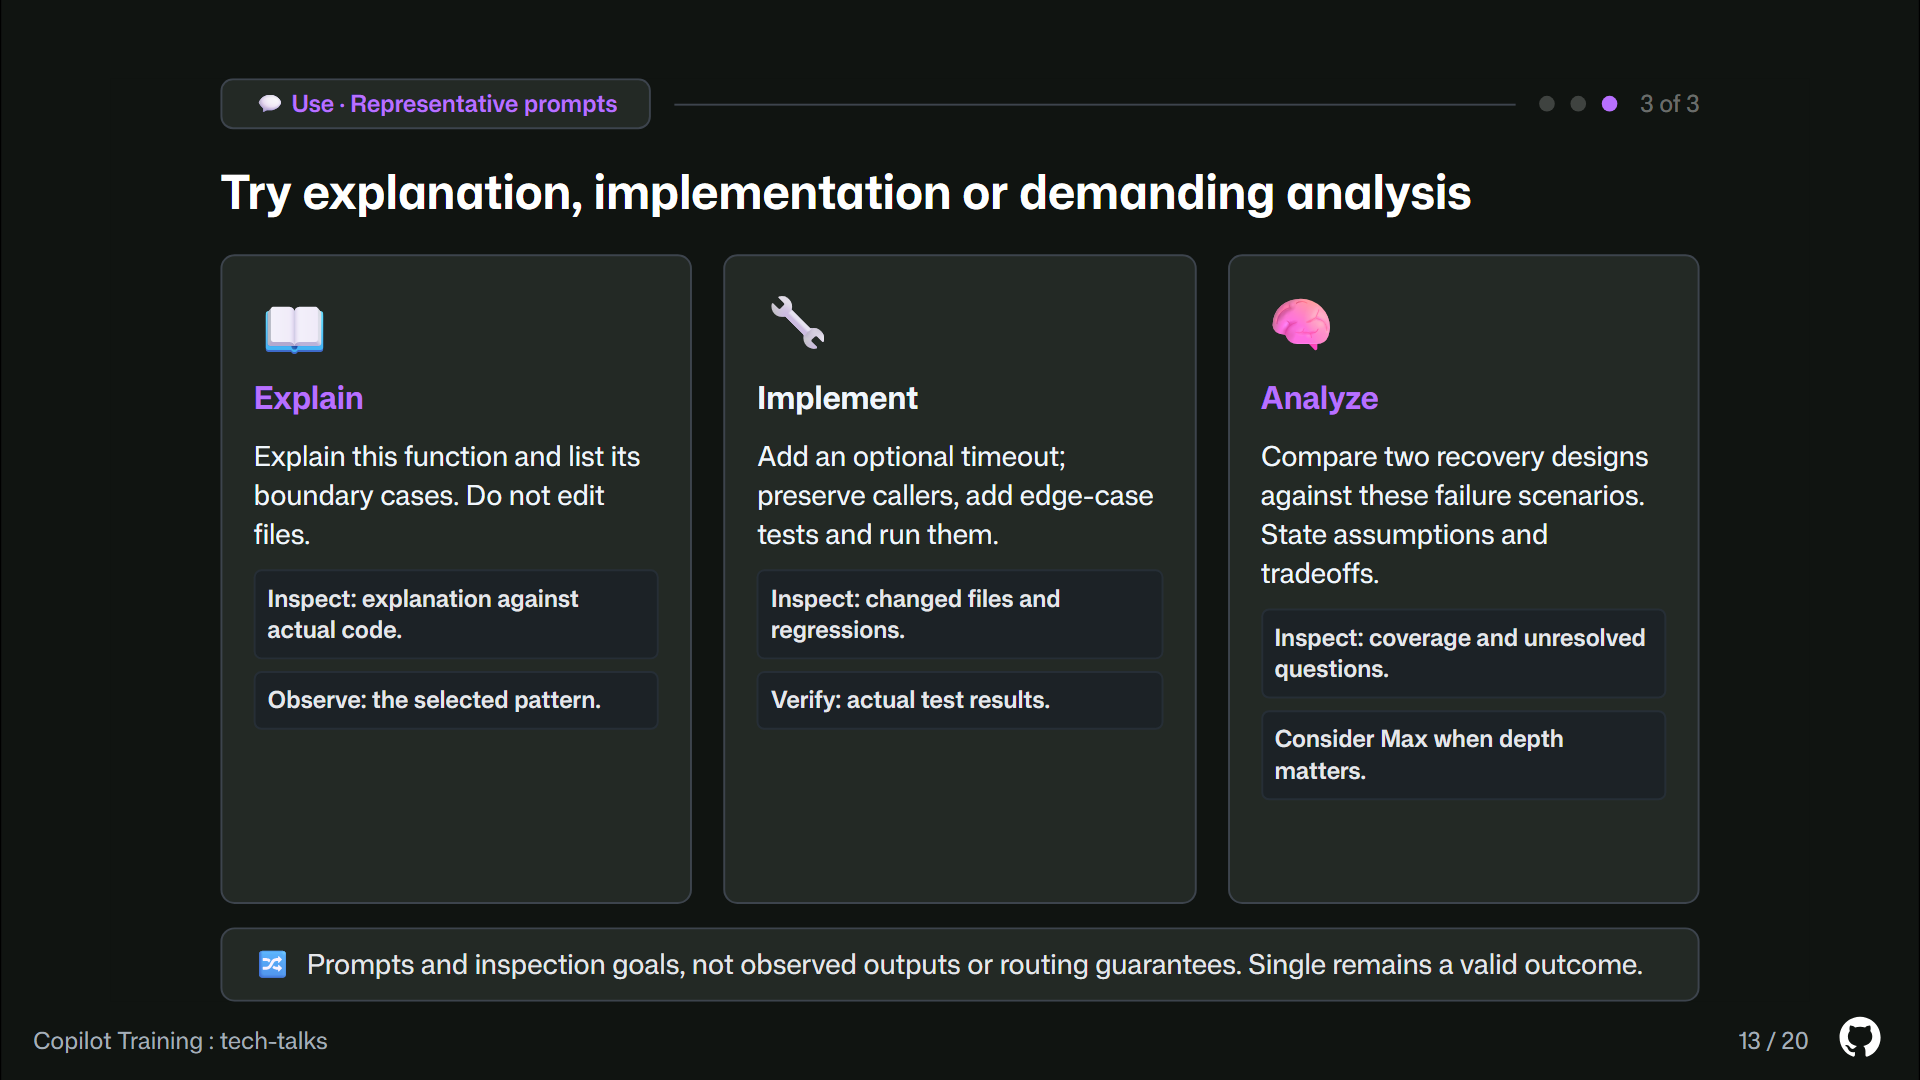 Use · Representative prompts
3 of 3
Try explanation, implementation or demanding analysis
Explain
Explain this function and list its
boundary cases. Do not edit
files.
Inspect: explanation against
actual code.
Observe: the selected pattern.
Implement
Add an optional timeout;
preserve callers, add edge-case
tests and run them.
Inspect: changed files and
regressions.
Verify: actual test results.
Analyze
Compare two recovery designs
against these failure scenarios.
State assumptions and
tradeoffs.
Inspect: coverage and unresolved
questions.
Consider Max when depth
matters.
Prompts and inspection goals, not observed outputs or routing guarantees. Single remains a valid outcome.
Copilot Training : tech-talks
13 / 20